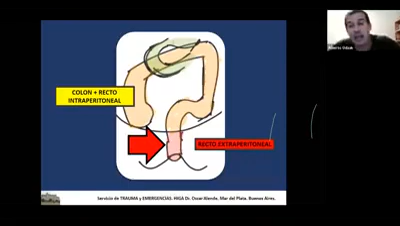 COLON + RECTO
INTRAPERITONEAL
RECTO EXTRAPERITONEAL
Servicio de TRAUMA y EMERGENCIAS. HIGA Dr. Oscar Alende, Mar del Plata. Buenos Aires.